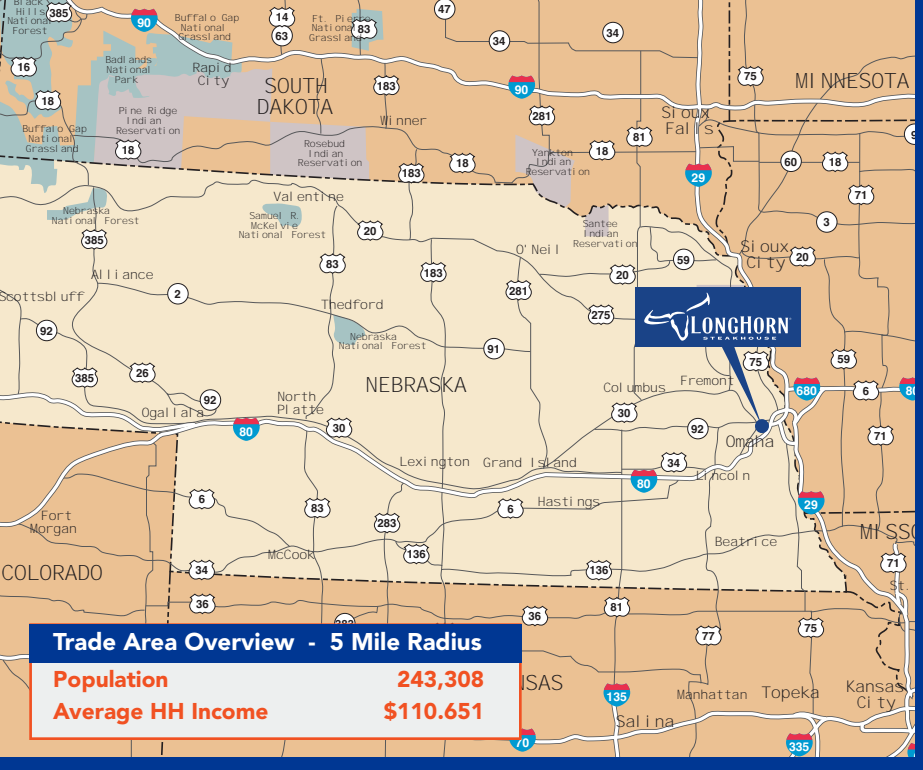 Black
Hills
National
Forest
385
90
Buffalo Gap
National
Grassland
14
63
Ft. Pierre
National
Grassland
83
47
34
34
16
Badlands
National
Park
Rapid
City
SOUTH
DAKOTA
183
90
75
MINNESOTA
18
Pine Ridge
Indian
Reservation
Winner
281
Sioux
Falls
Buffalo Gap
National
Grassland
18
Rosebud
Indian
Reservation
183
18
Yankton
Indian
Reservation
18
81
29
60
18
71
Nebraska
National Forest
385
Valentine
Samuel R.
McKelvie
National Forest
20
Santee
Indian
Reservation
3
O'Neil
59
Sioux
City
20
Alliance
83
183
281
20
Scottsbluff
2
Thedford
275
LONGHORN
STEAKHOUSE
92
Nebraska
National Forest
91
75
59
385
26
92
NEBRASKA
Columbus
Fremont
680
6
80
Ogallala
North
Platte
80
30
30
92
Omaha
71
Lexington
Grand Island
34
80
Lincoln
6
83
283
6
Hastings
29
Fort
Morgan
McCook
136
Beatrice
MISSO
COLORADO
34
136
71
St.
36
36
81
77
75
Trade Area Overview - 5 Mile Radius
Population 243,308
Average HH Income $110.651
NSAS
135
Manhattan
Topeka
Kansas
City
Salina
70
335